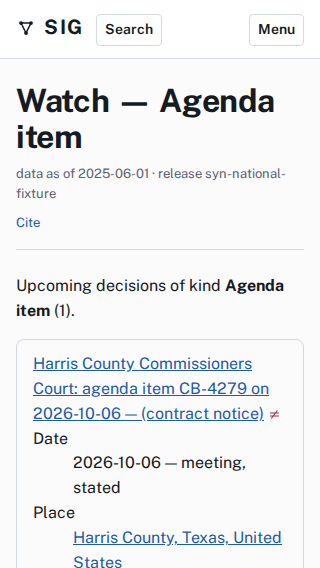 SIG Search Menu
Watch — Agenda
item
data as of 2025-06-01 · release syn-national-
fixture
Cite
Upcoming decisions of kind Agenda
item (1).
Harris County Commissioners
Court: agenda item CB-4279 on
2026-10-06 — (contract notice) ≠
Date
2026-10-06 — meeting,
stated
Place
Harris County, Texas, United
States